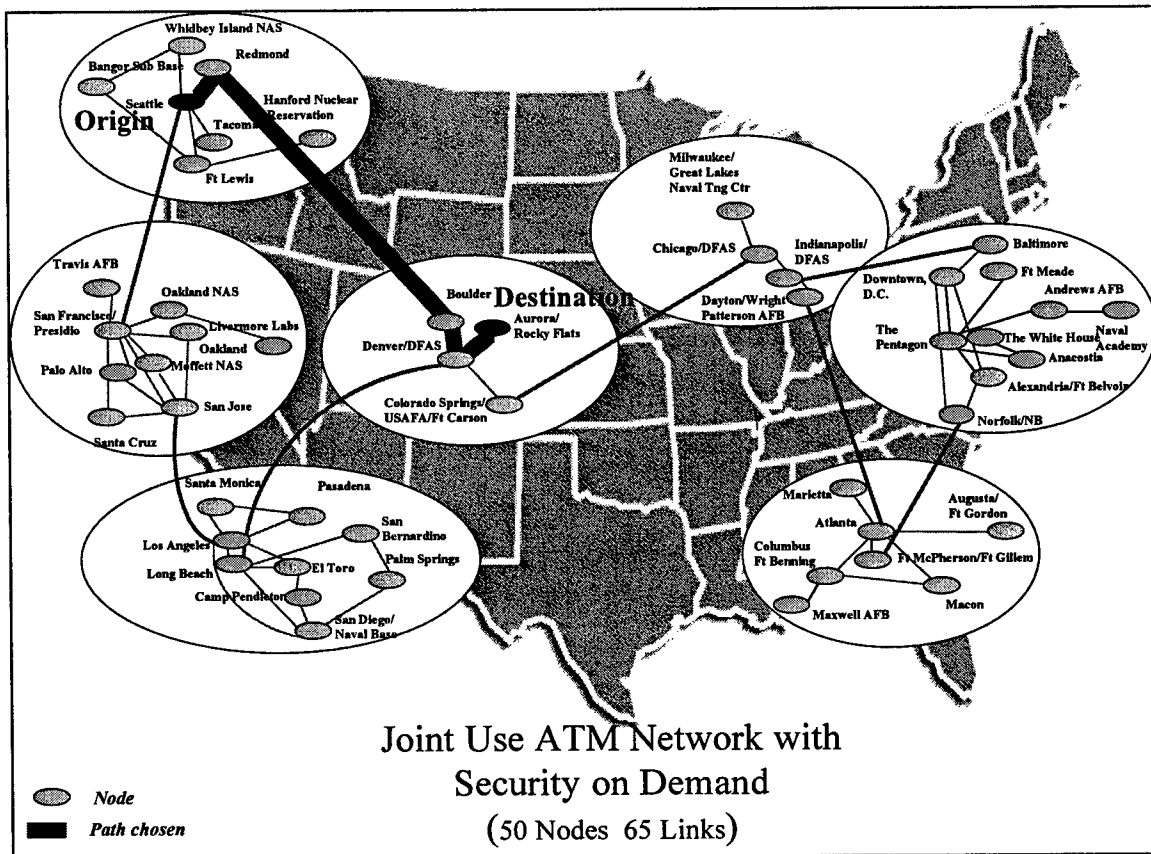 Whidbey Island NAS
Redmond
Bangor Sub Base
Seattle
Origin
Hanford Nuclear
Reservation
Tacoma
Ft Lewis
Milwaukee/
Great Lakes
Naval Tng Ctr
Chicago/DFAS
Indianapolis/
DFAS
Dayton/Wright
Patterson AFB
Baltimore
Ft Meade
Downtown,
D.C.
Andrews AFB
The
Pentagon
The White House
Naval
Academy
Anacostia
Alexandria/Ft Belvoir
Norfolk/NB
Travis AFB
Oakland NAS
San Francisco/
Presidio
Livermore Labs
Oakland
Moffett NAS
Palo Alto
San Jose
Santa Cruz
Boulder
Destination
Aurora/
Rocky Flats
Denver/DFAS
Colorado Springs/
USAFA/Ft Carson
Santa Monica
Pasadena
San
Bernardino
Los Angeles
Palm Springs
Long Beach
El Toro
Camp Pendleton
San Diego/
Naval Base
Marietta
Augusta/
Ft Gordon
Atlanta
Columbus
Ft Benning
Ft McPherson/Ft Gillem
Macon
Maxwell AFB
Joint Use ATM Network with
Security on Demand
(50 Nodes 65 Links)
Node
Path chosen